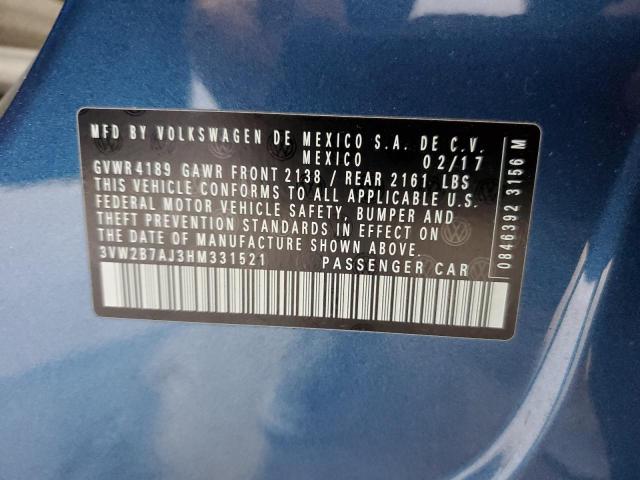 MFD BY VOLKSWAGEN DE MEXICO S.A. DE C.V.
MEXICO 02/17
GVWR 4189 GAWR FRONT 2138 / REAR 2161 LBS
THIS VEHICLE CONFORMS TO ALL APPLICABLE U.S.
FEDERAL MOTOR VEHICLE SAFETY, BUMPER AND
THEFT PREVENTION STANDARDS IN EFFECT ON
DATE OF MANUFACTURE SHOWN ABOVE.
3VW2B7AJ3HM331521 PASSENGER CAR
0846392 3156 M